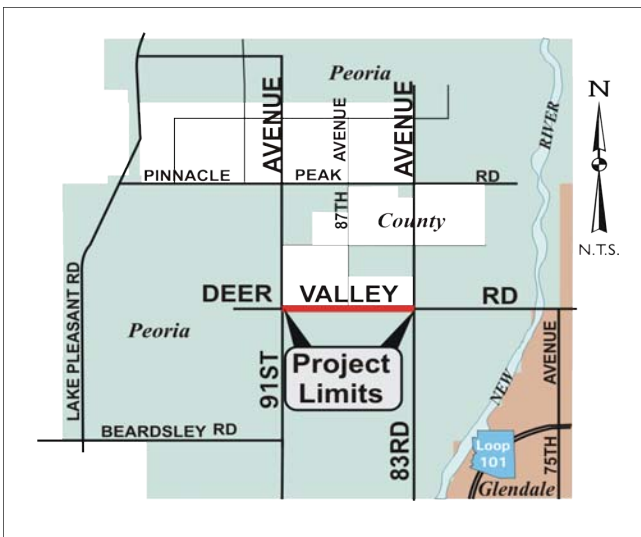 Peoria
N
N.T.S.
AVENUE
AVENUE
AVENUE
RIVER
PINNACLE PEAK RD
87TH
County
LAKE PLEASANT RD
DEER VALLEY RD
Peoria
Project
Limits
91ST
83RD
NEW
AVENUE
75TH
BEARDSLEY RD
Loop
101
Glendale